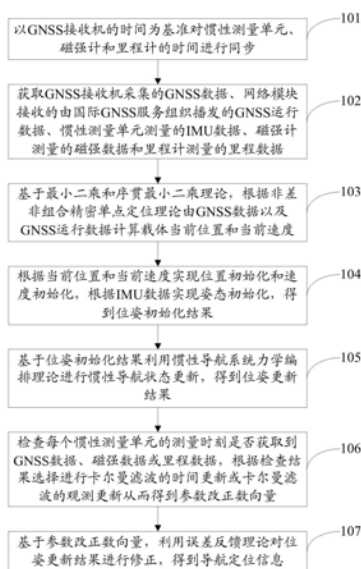 以GNSS接收机的时间为基准对惯性测量单元、
磁强计和里程计的时间进行同步
101
获取GNSS接收机采集的GNSS数据、网络模块
接收的由国际GNSS服务组织播发的GNSS运行
数据、惯性测量单元测量的IMU数据、磁强计
测量的磁强数据和里程计测量的里程数据
102
基于最小二乘和序贯最小二乘理论，根据非差
非组合精密单点定位理论由GNSS数据以及
GNSS运行数据计算载体当前位置和当前速度
103
根据当前位置和当前速度实现位置初始化和速
度初始化，根据IMU数据实现姿态初始化，得
到位姿初始化结果
104
基于位姿初始化结果利用惯性导航系统力学编
排理论进行惯性导航状态更新，得到位姿更新
结果
105
检查每个惯性测量单元的测量时刻是否获取到
GNSS数据、磁强数据或里程数据，根据检查结
果选择进行卡尔曼滤波的时间更新或卡尔曼滤
波的观测更新从而得到参数改正数向量
106
基于参数改正数向量，利用误差反馈理论对位
姿更新结果进行修正，得到导航定位信息
107